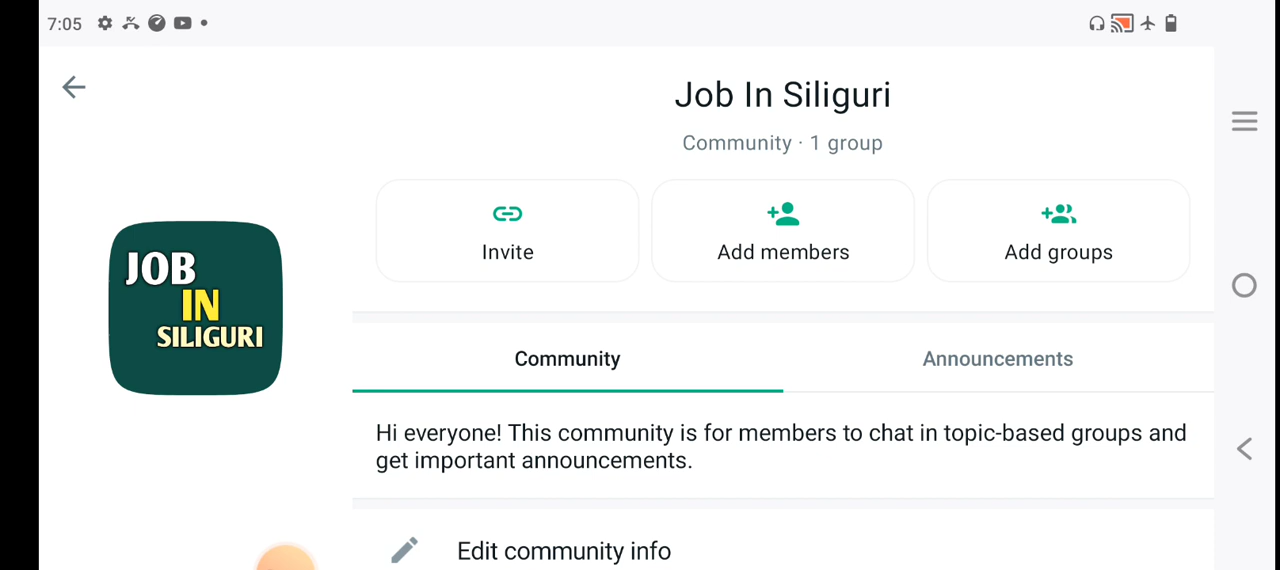 7:05
Job In Siliguri
Community · 1 group
Invite
Add members
Add groups
JOB
IN
SILIGURI
Community
Announcements
Hi everyone! This community is for members to chat in topic-based groups and
get important announcements.
Edit community info